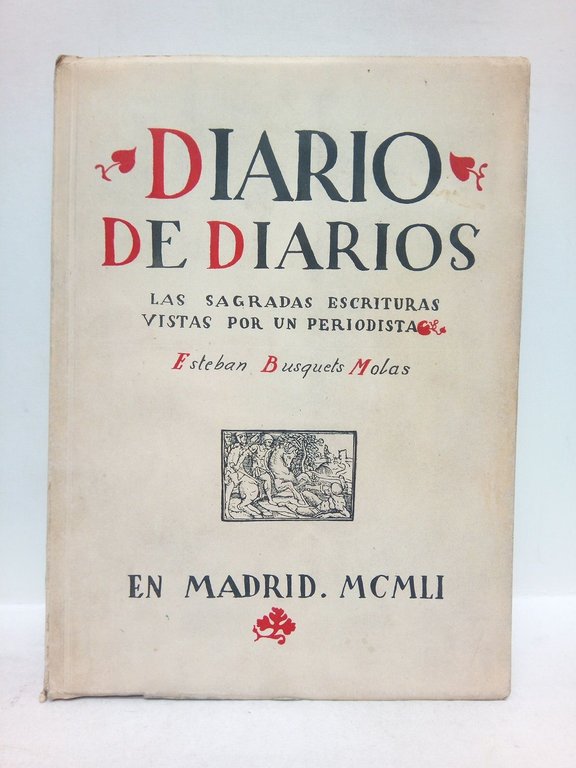 DIARIO
DE DIARIOS
LAS SAGRADAS ESCRITURAS
VISTAS POR UN PERIODISTA
Esteban Busquets Molas
EN MADRID. MCMLI